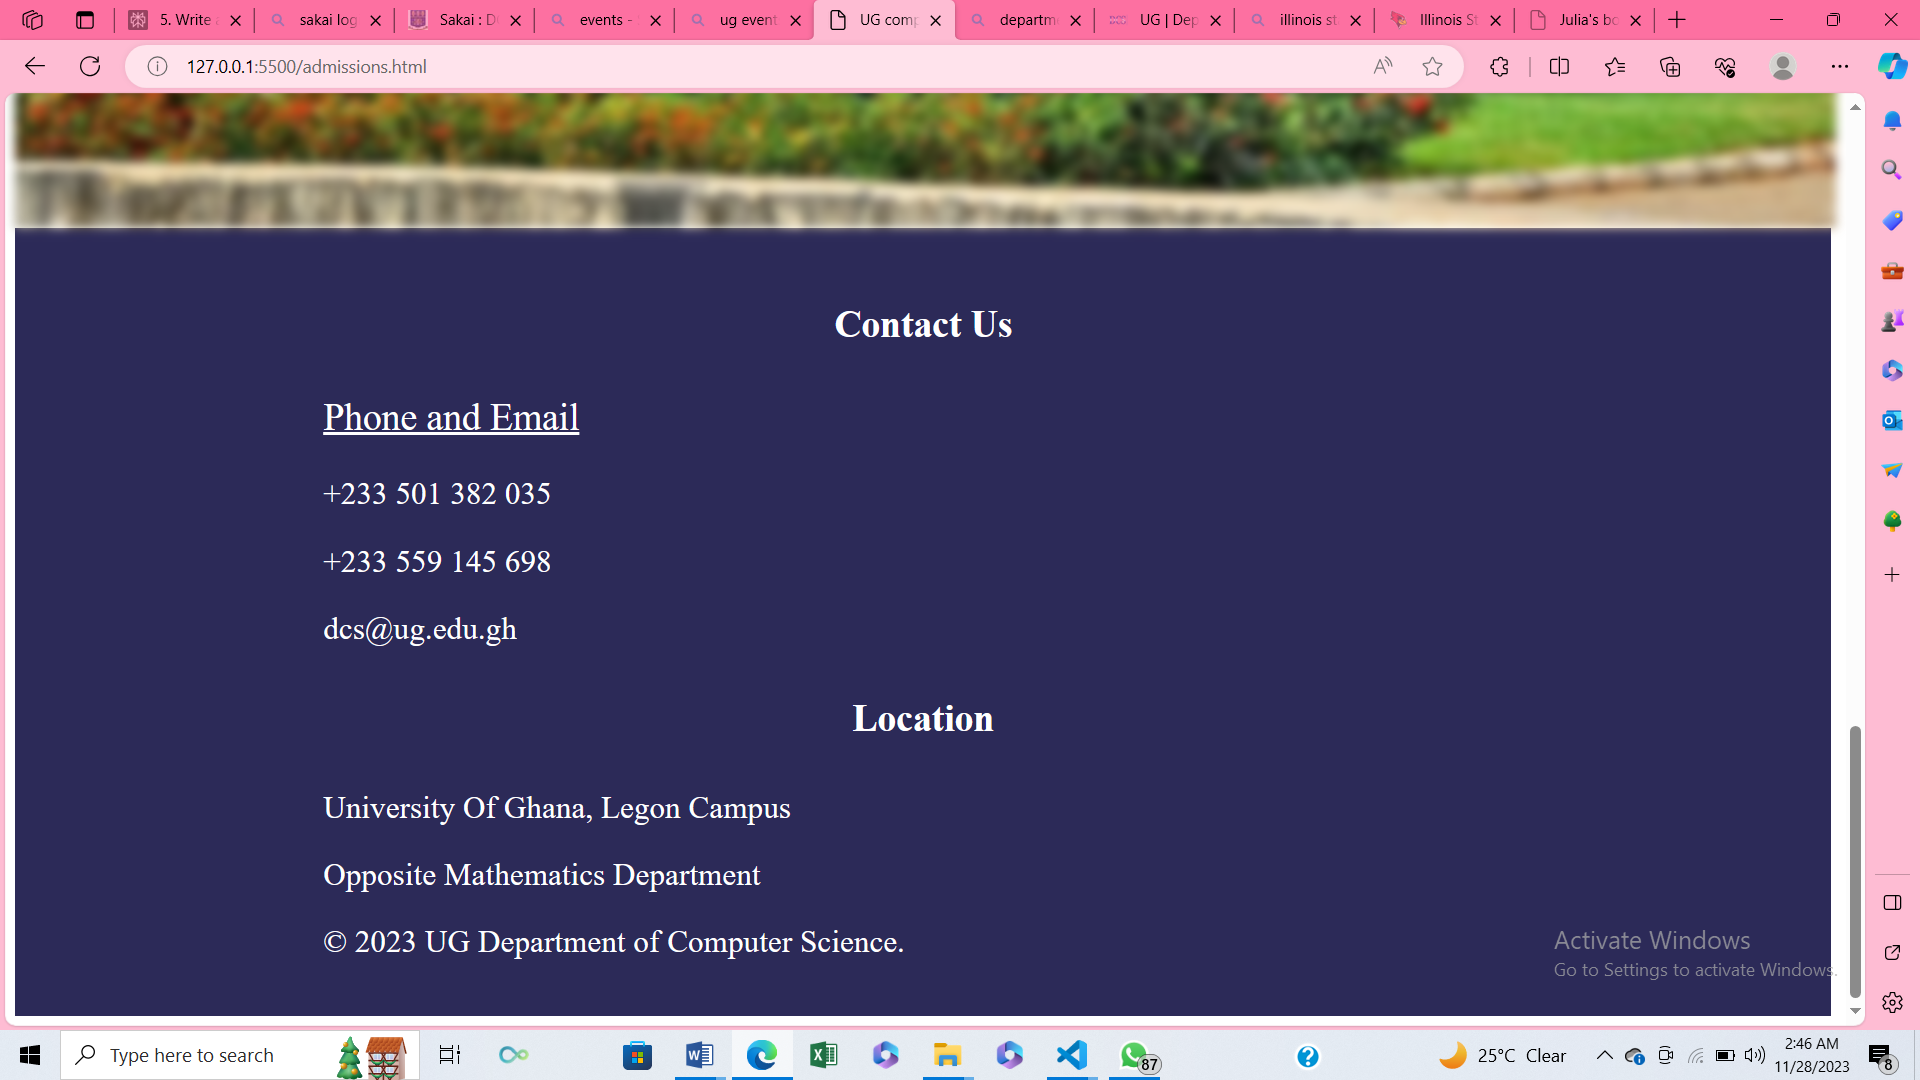 5. Write
sakai log
Sakai : D
events -
ug event
UG comp
departm
UG | Dep
illinois st
Illinois St
Julia's bo
127.0.0.1:5500/admissions.html
Contact Us
Phone and Email
+233 501 382 035
+233 559 145 698
dcs@ug.edu.gh
Location
University Of Ghana, Legon Campus
Opposite Mathematics Department
© 2023 UG Department of Computer Science.
Activate Windows
Go to Settings to activate Windows.
Type here to search
87
25°C Clear
2:46 AM
11/28/2023
8